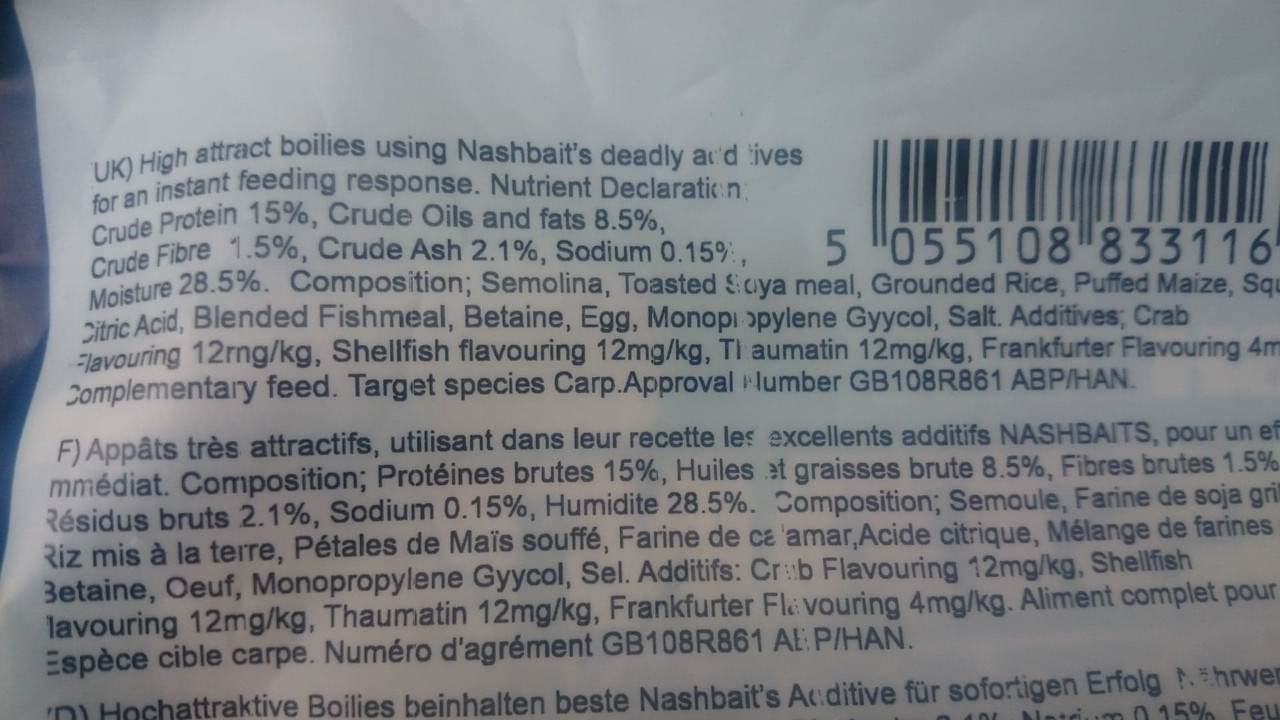 UK) High attract boilies using Nashbait's deadly
for an instant feeding response. Nutrient Declaration
Crude Protein 15%, Crude Oils and fats 8.5%,
Crude Fibre 1.5%, Crude Ash 2.1%, Sodium 0.15%,
5 055108 833116
Moisture 28.5%. Composition; Semolina, Toasted Soya meal, Grounded Rice, Puffed Maize,
Citric Acid, Blended Fishmeal, Betaine, Egg, Monopropylene Gyycol, Salt. Additives; Crab
Flavouring 12rng/kg, Shellfish flavouring 12mg/kg, Thaumatin 12mg/kg, Frankfurter Flavouring
Complementary feed. Target species Carp.Approval Number GB108R861 ABP/HAN.
F) Appâts très attractifs, utilisant dans leur recette les excellents additifs NASHBAITS, pour un
mmédiat. Composition; Protéines brutes 15%, Huiles et graisses brute 8.5%, Fibres brutes 1.5%
Résidus bruts 2.1%, Sodium 0.15%, Humidite 28.5%. Composition; Semoule, Farine de soja
Riz mis à la terre, Pétales de Maïs soufflé, Farine de calamar,Acide citrique, Mélange de farines
Betaine, Oeuf, Monopropylene Gyycol, Sel. Additifs: Crab Flavouring 12mg/kg, Shellfish
flavouring 12mg/kg, Thaumatin 12mg/kg, Frankfurter Flavouring 4mg/kg. Aliment complet pour
Espèce cible carpe. Numéro d'agrément GB108R861 ABP/HAN.
D) Hochattraktive Boilies beinhalten beste Nashbait's Additive für sofortigen Erfolg
0.15%